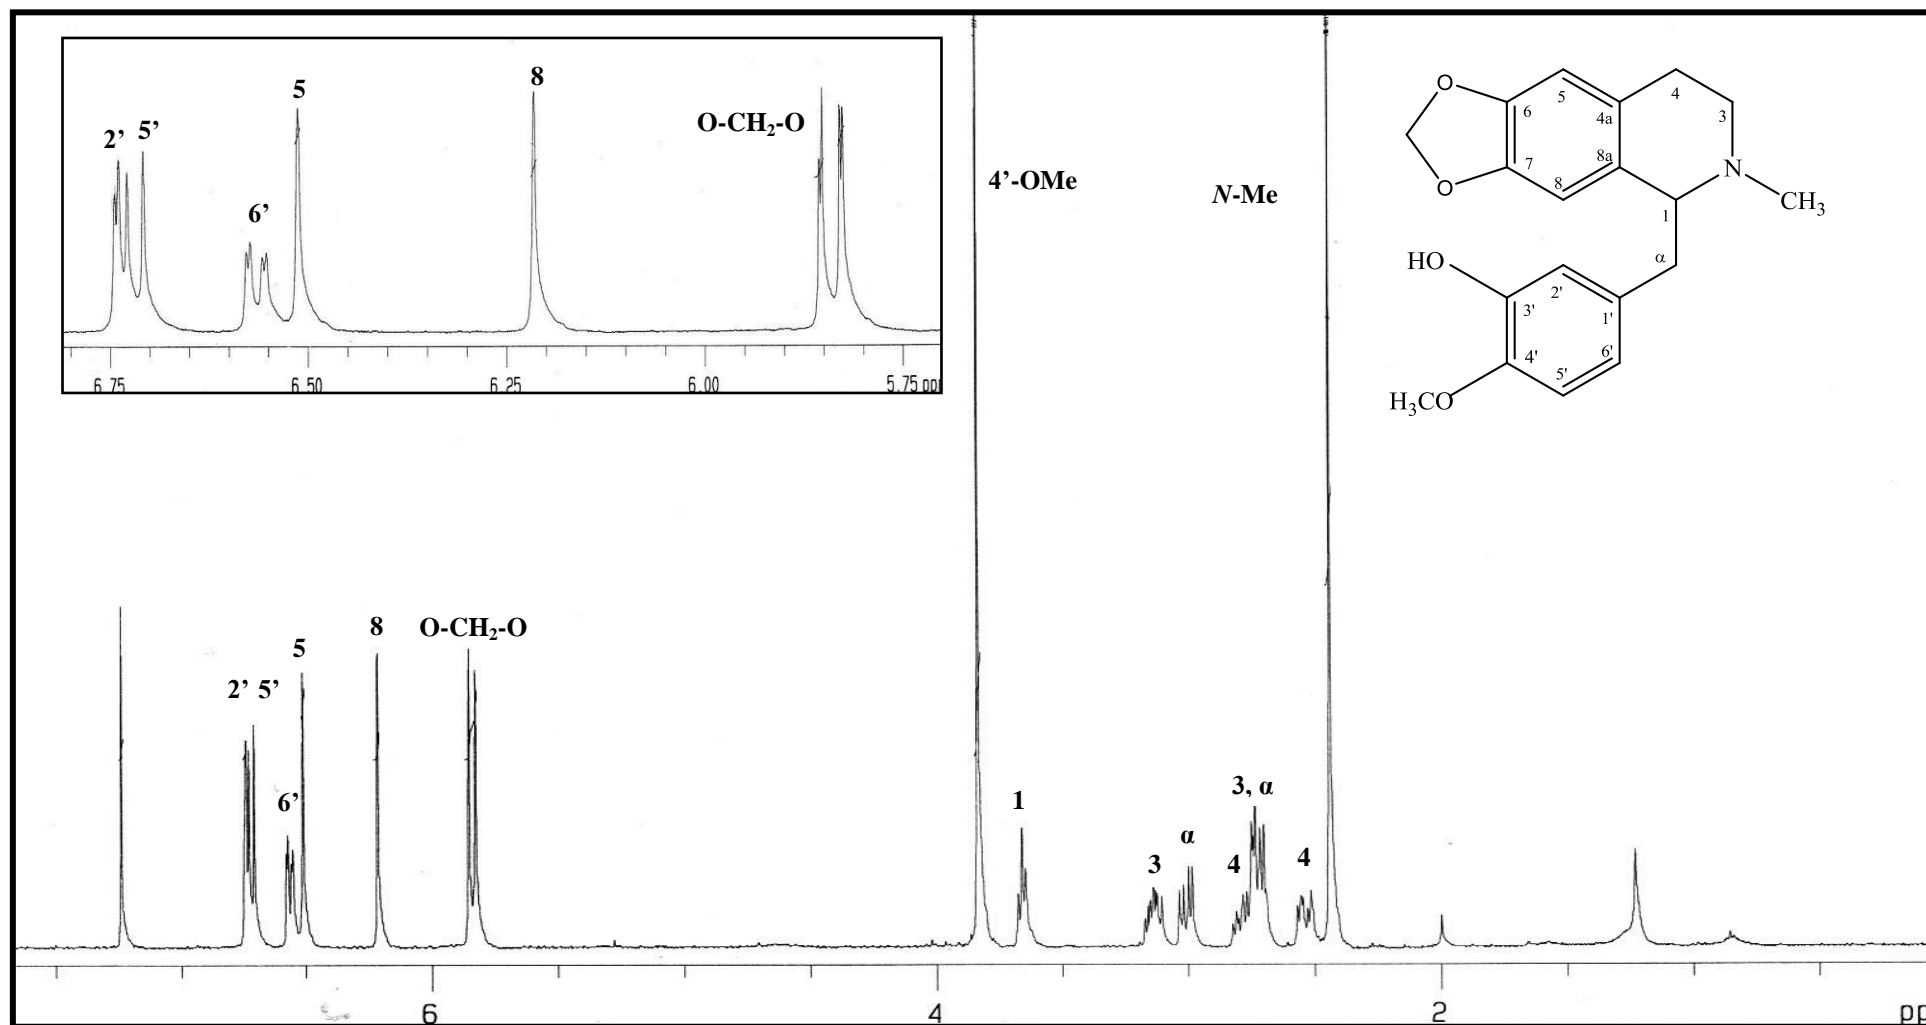 2’ 5’ 6’ 5 8 O-CH2-O
6.75 6.50 6.25 6.00 5.75 ppm
4’-OMe
N-Me
O O
5 6 7 8 4a 8a 4 3 1
N CH3
α
HO
2' 3' 1' 4' 5' 6'
H3CO
2’ 5’ 6’ 5 8 O-CH2-O
1 3 α 4 3, α 4
6 4 2 pp